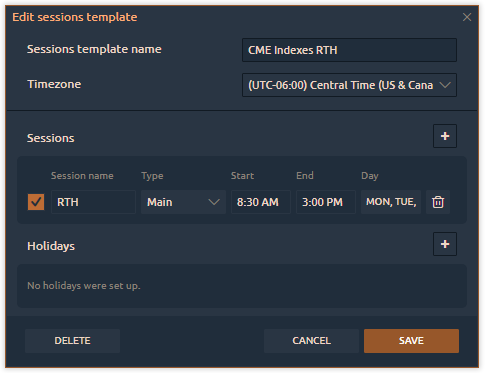 Edit sessions template
Sessions template name
CME Indexes RTH
Timezone
(UTC-06:00) Central Time (US & Cana
Sessions
Session name Type Start End Day
RTH Main 8:30 AM 3:00 PM MON, TUE,
Holidays
No holidays were set up.
DELETE CANCEL SAVE